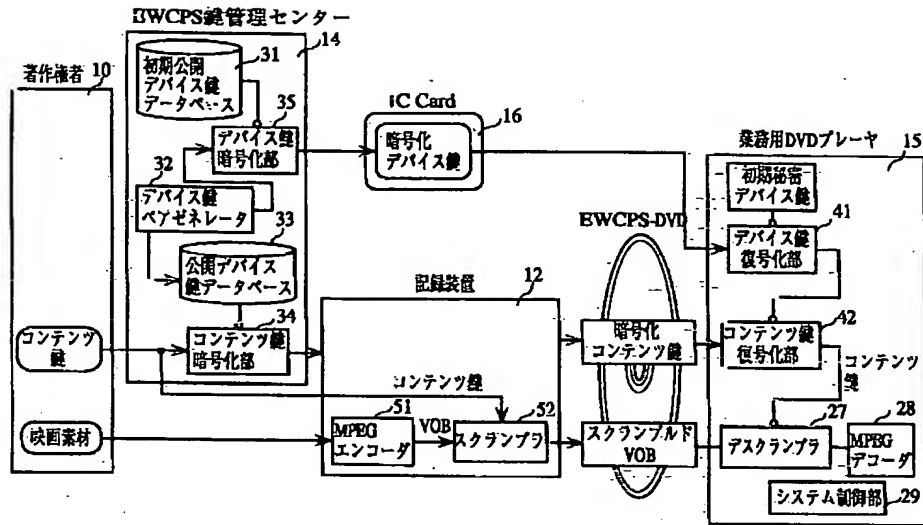 EWCPS鍵管理センター
14
著作権者
10
初期公開
デバイス鍵
データベース
31
35
デバイス鍵
暗号化部
32
デバイス鍵
ペアゼネレータ
33
公開デバイス
鍵データベース
34
コンテンツ鍵
暗号化部
コンテンツ
鍵
映画素材
IC Card
16
暗号化
デバイス鍵
記録装置
12
コンテンツ鍵
51
MPEG
エンコーダ
VOB
52
スクランブラ
EWCPS-DVD
暗号化
コンテンツ鍵
スクランブルド
VOB
業務用DVDプレーヤ
15
初期秘密
デバイス鍵
41
デバイス鍵
復号化部
42
コンテンツ鍵
復号化部
コンテンツ
鍵
27
デスクランブラ
28
MPEG
デコーダ
システム制御部
29